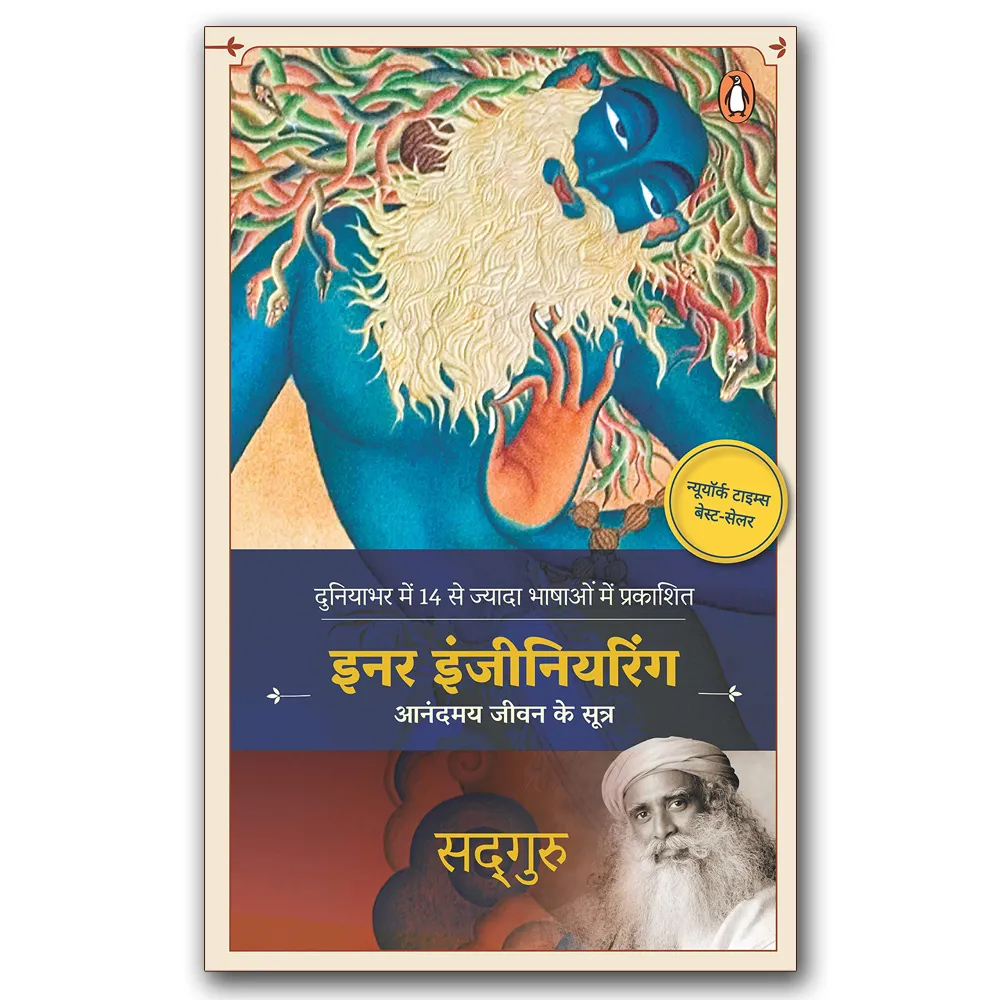 न्यूयॉर्क टाइम्स
बेस्ट-सेलर
दुनियाभर में 14 से ज्यादा भाषाओं में प्रकाशित
इनर इंजीनियरिंग
आनंदमय जीवन के सूत्र
सद्‌गुरु